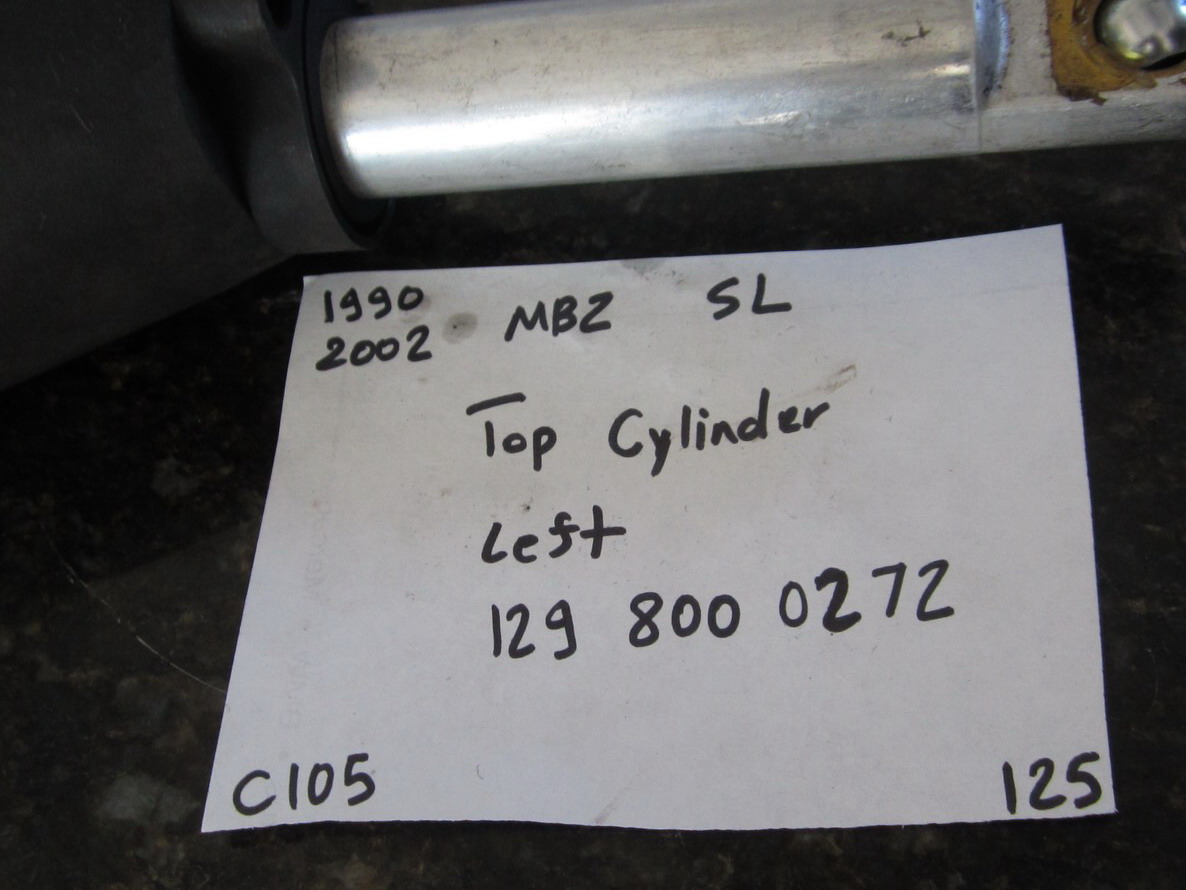 1990
2002 MBZ SL
Top Cylinder
Left
129 800 0272
C105 125